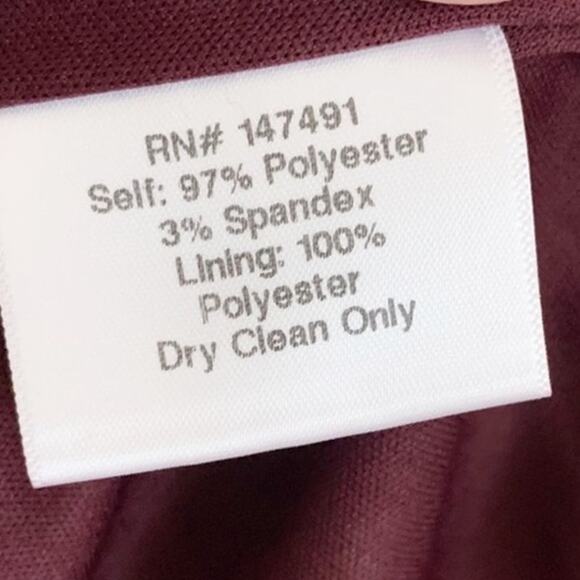 RN# 147491
Self: 97% Polyester
3% Spandex
Lining: 100%
Polyester
Dry Clean Only